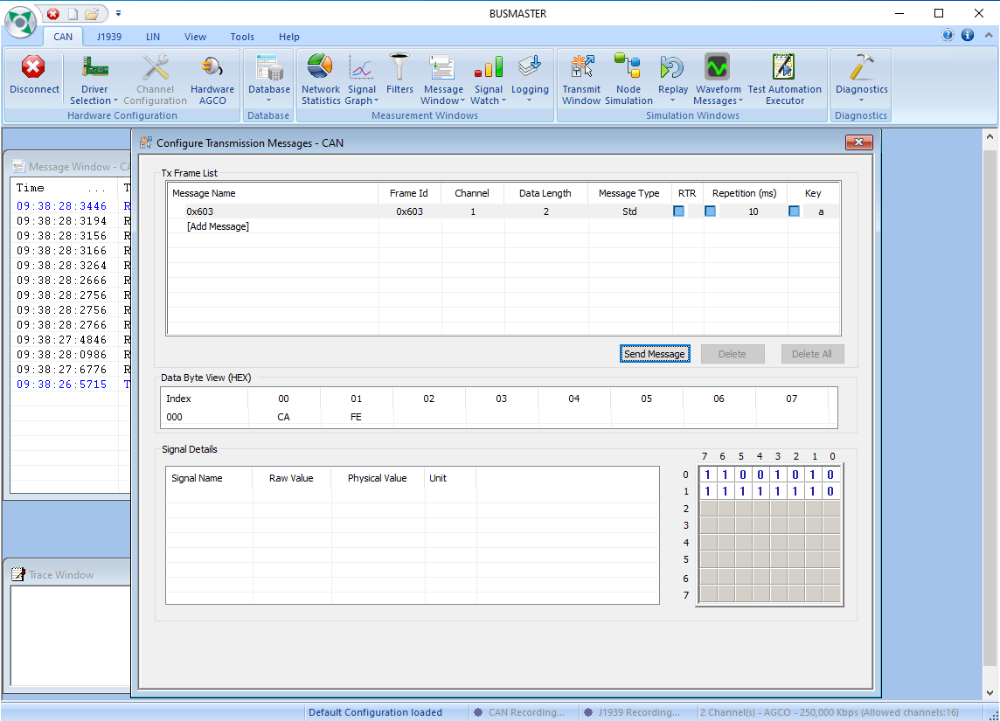 BUSMASTER
CAN J1939 LIN View Tools Help
Disconnect Driver Selection Channel Configuration Hardware AGCO Database Network Statistics Signal Graph Filters Message Window Signal Watch Logging Transmit Window Node Simulation Replay Waveform Messages Test Automation Executor Diagnostics
Hardware Configuration Database Measurement Windows Simulation Windows Diagnostics
Message Window - CA
Time ... T
09:38:28:3446 R
09:38:28:3194 R
09:38:28:3156 R
09:38:28:3166 R
09:38:28:3264 R
09:38:28:2666 R
09:38:28:2756 R
09:38:28:2756 R
09:38:28:2766 R
09:38:27:4846 R
09:38:28:0986 R
09:38:27:6776 R
09:38:26:5715 T
Trace Window
Configure Transmission Messages - CAN
Tx Frame List
Message Name Frame Id Channel Data Length Message Type RTR Repetition (ms) Key
0x603 0x603 1 2 Std 10 a
[Add Message]
Send Message Delete Delete All
Data Byte View (HEX)
Index 00 01 02 03 04 05 06 07
000 CA FE
Signal Details
Signal Name Raw Value Physical Value Unit
7 6 5 4 3 2 1 0
0 1 1 0 0 1 0 1 0
1 1 1 1 1 1 1 1 0
2
3
4
5
6
7
Default Configuration loaded CAN Recording... J1939 Recording... 2 Channel(s) - AGCO - 250,000 Kbps (Allowed channels:16)